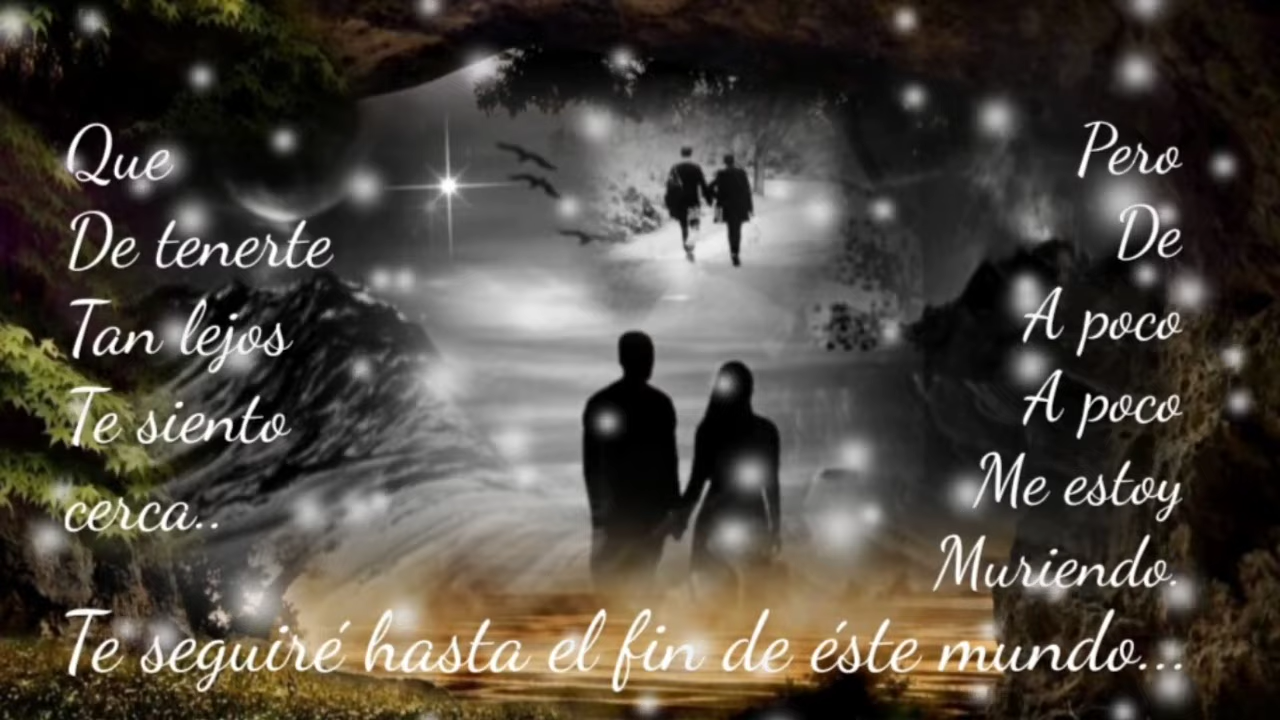 Que
De tenerte
Tan lejos
Te siento
cerca..
Pero
De
A poco
A poco
Me estoy
Muriendo.
Te seguiré hasta el fin de éste mundo...